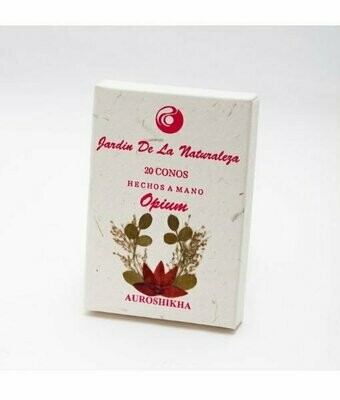 Jardin De La Naturaleza
20 CONOS
HECHOS A MANO
Opium
AUROSHIKHA